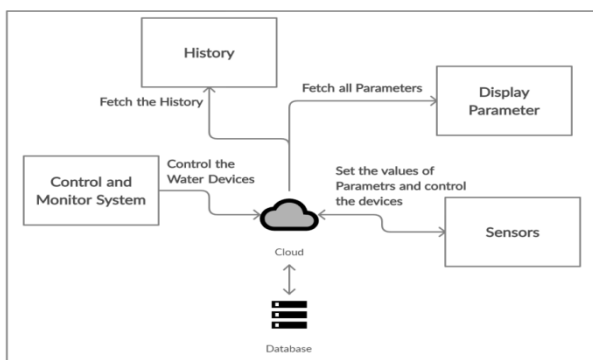 History
Fetch the History
Fetch all Parameters
Display
Parameter
Control and
Monitor System
Control the
Water Devices
Set the values of
Parametrs and control
the devices
Sensors
Cloud
Database